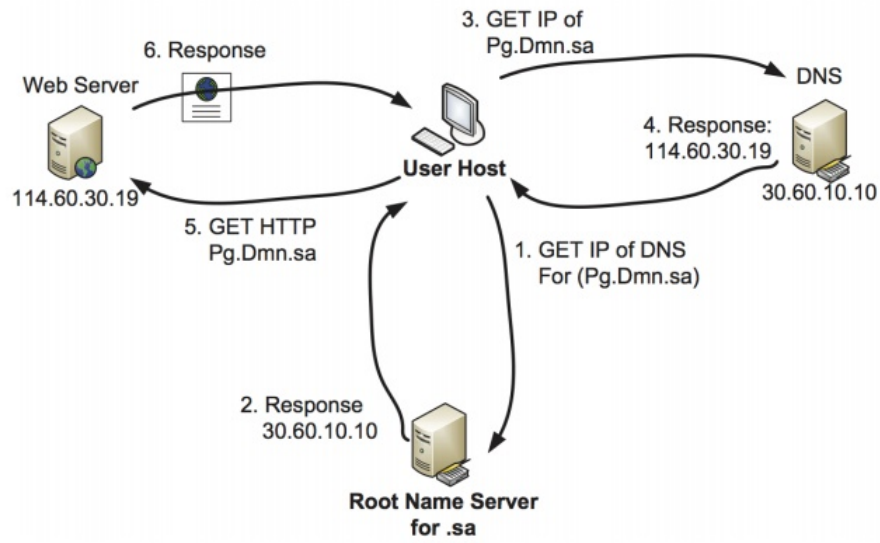 3. GET IP of
Pg.Dmn.sa
6. Response
Web Server
DNS
4. Response:
114.60.30.19
User Host
114.60.30.19
30.60.10.10
5. GET HTTP
Pg.Dmn.sa
1. GET IP of DNS
For (Pg.Dmn.sa)
2. Response
30.60.10.10
Root Name Server
for .sa